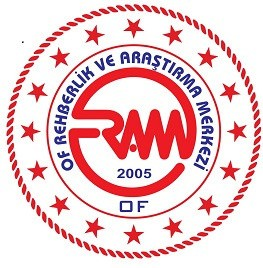 OF REHBERLİK VE ARAŞTIRMA MERKEZİ
RAM
2005
OF